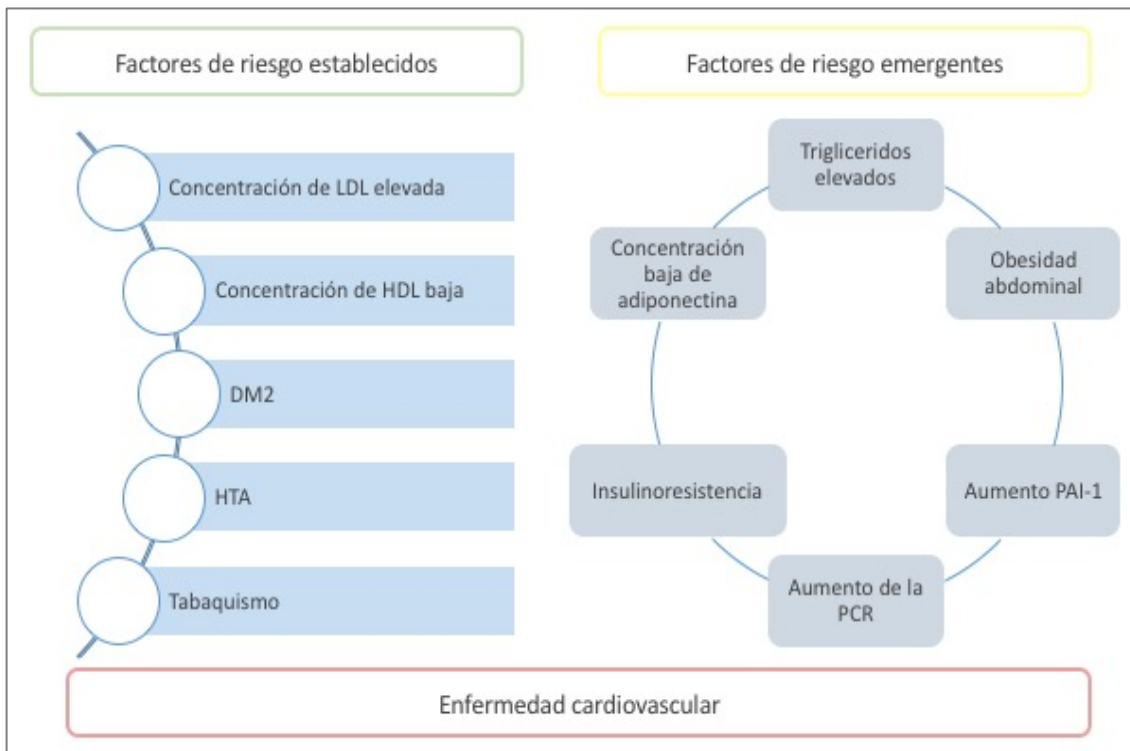 Factores de riesgo establecidos
Concentración de LDL elevada
Concentración de HDL baja
DM2
HTA
Tabaquismo
Factores de riesgo emergentes
Trigliceridos
elevados
Obesidad
abdominal
Aumento PAI-1
Aumento de la
PCR
Insulinoresistencia
Concentración
baja de
adiponectina
Enfermedad cardiovascular